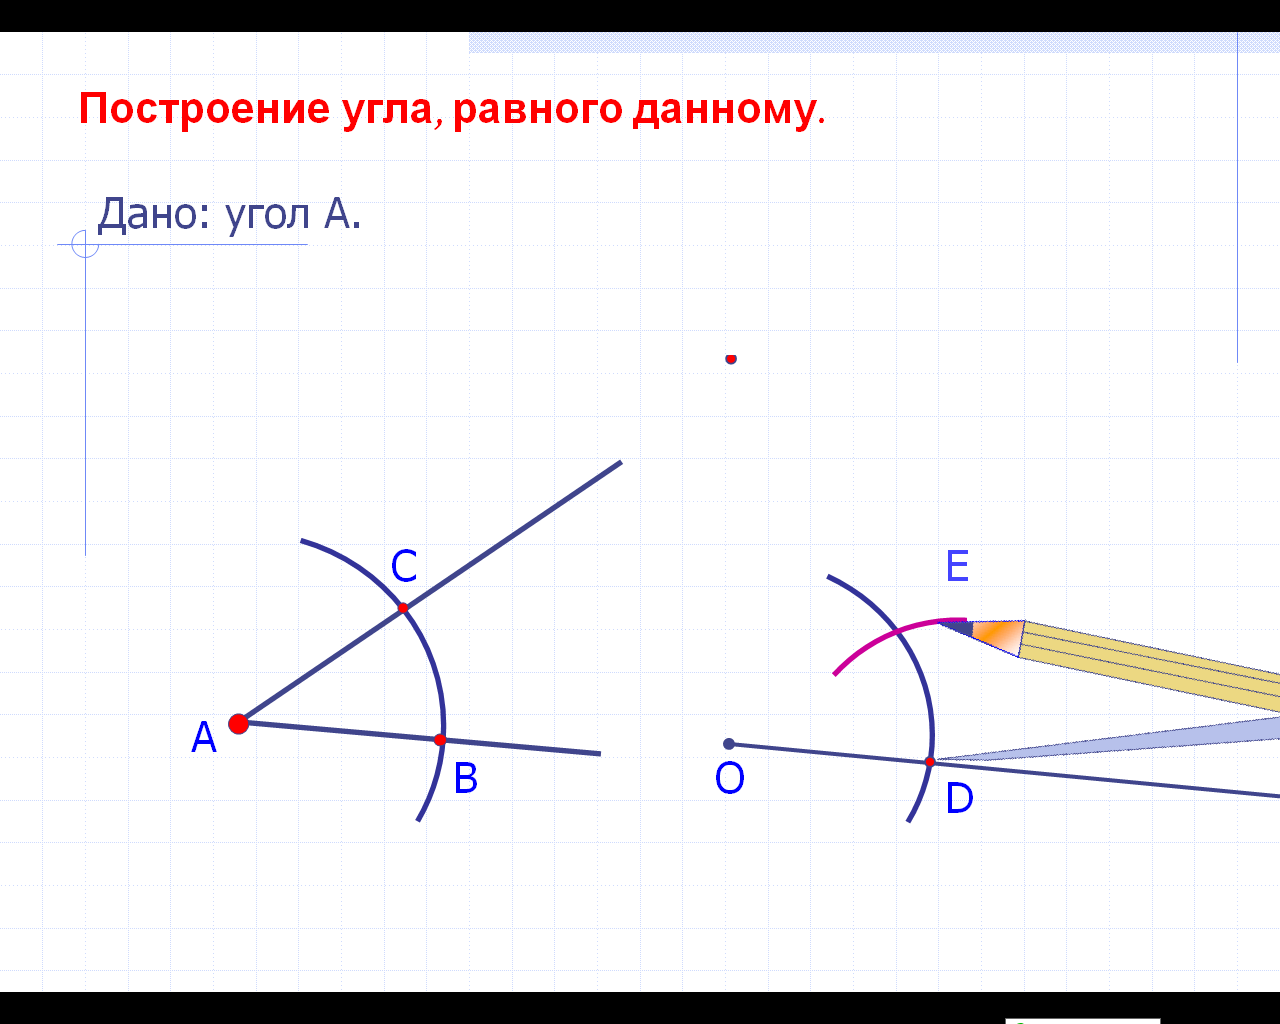 Построение угла, равного данному.
Дано: угол А.
С
Е
А
В
О
D